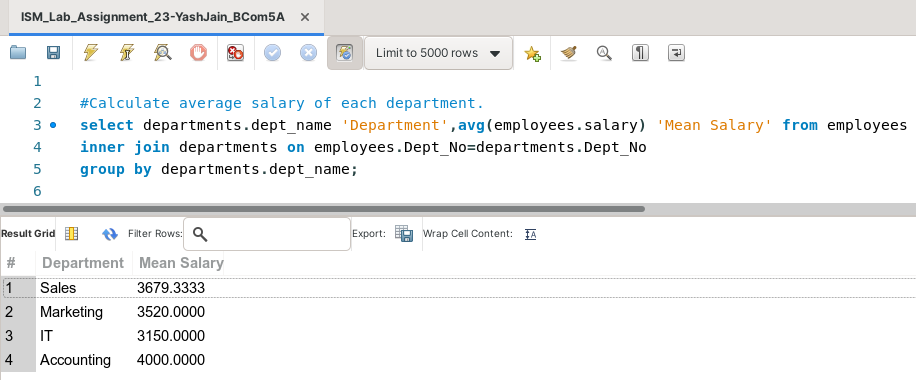 ISM_Lab_Assignment_23-YashJain_BCom5A ×
Limit to 5000 rows
1
2 #Calculate average salary of each department.
3 select departments.dept_name 'Department',avg(employees.salary) 'Mean Salary' from employees
4 inner join departments on employees.Dept_No=departments.Dept_No
5 group by departments.dept_name;
6
Result Grid Filter Rows: Export: Wrap Cell Content: IA
# Department Mean Salary
1 Sales 3679.3333
2 Marketing 3520.0000
3 IT 3150.0000
4 Accounting 4000.0000